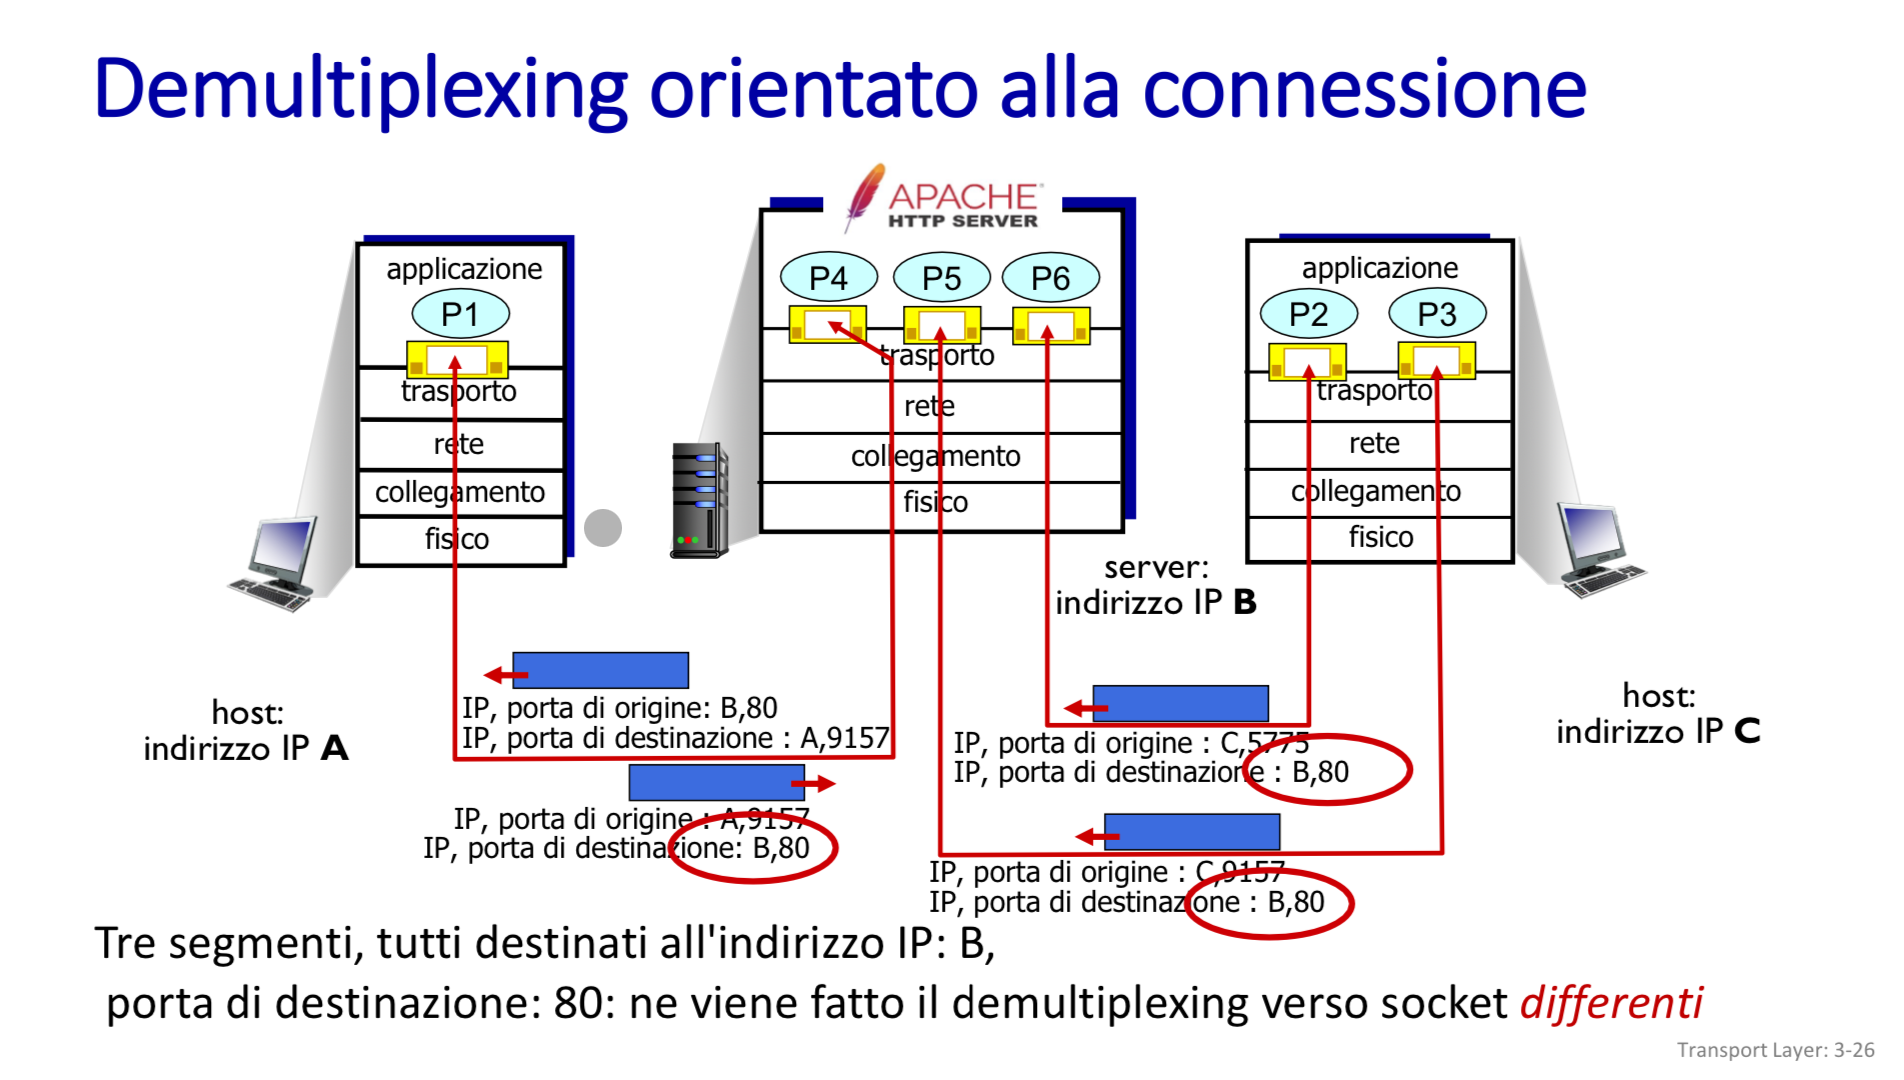 Demultiplexing orientato alla connessione
APACHE
HTTP SERVER
applicazione
P1
trasporto
rete
collegamento
fisico
P4 P5 P6
trasporto
rete
collegamento
fisico
applicazione
P2 P3
trasporto
rete
collegamento
fisico
server:
indirizzo IP B
host:
indirizzo IP A
host:
indirizzo IP C
IP, porta di origine: B,80
IP, porta di destinazione : A,9157
IP, porta di origine : A,9157
IP, porta di destinazione: B,80
IP, porta di origine : C,5775
IP, porta di destinazione : B,80
IP, porta di origine : C,9157
IP, porta di destinazione : B,80
Tre segmenti, tutti destinati all'indirizzo IP: B,
porta di destinazione: 80: ne viene fatto il demultiplexing verso socket differenti
Transport Layer: 3-26